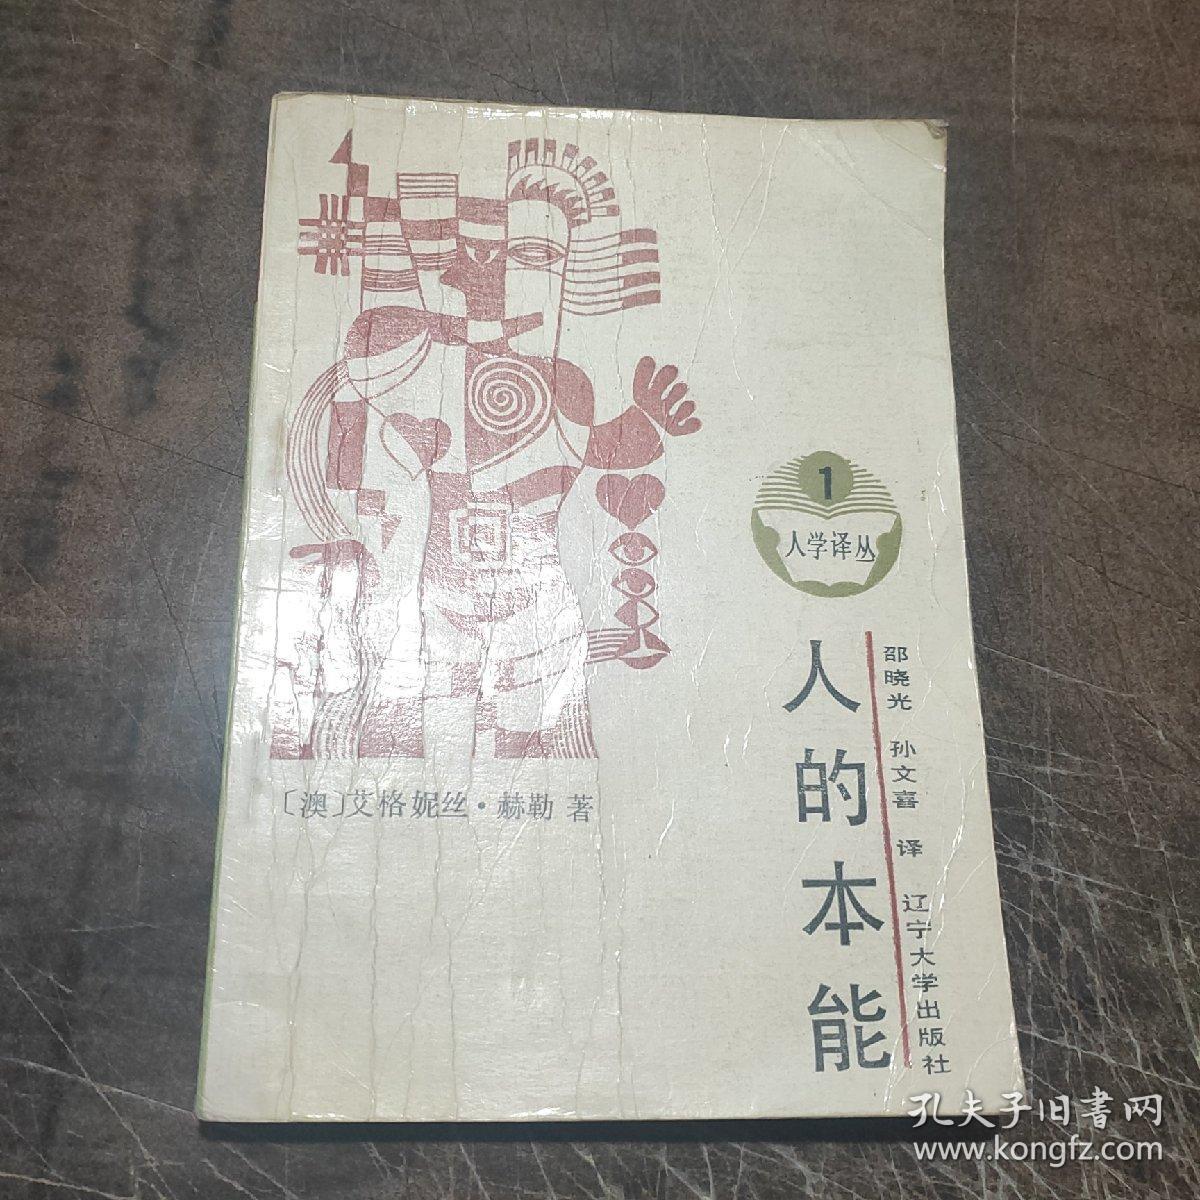 1
人学译丛
人的本能
邵晓光 孙文喜 译 辽宁大学出版社
〔澳〕艾格妮丝·赫勒 著
孔夫子旧书网
www.kongfz.com